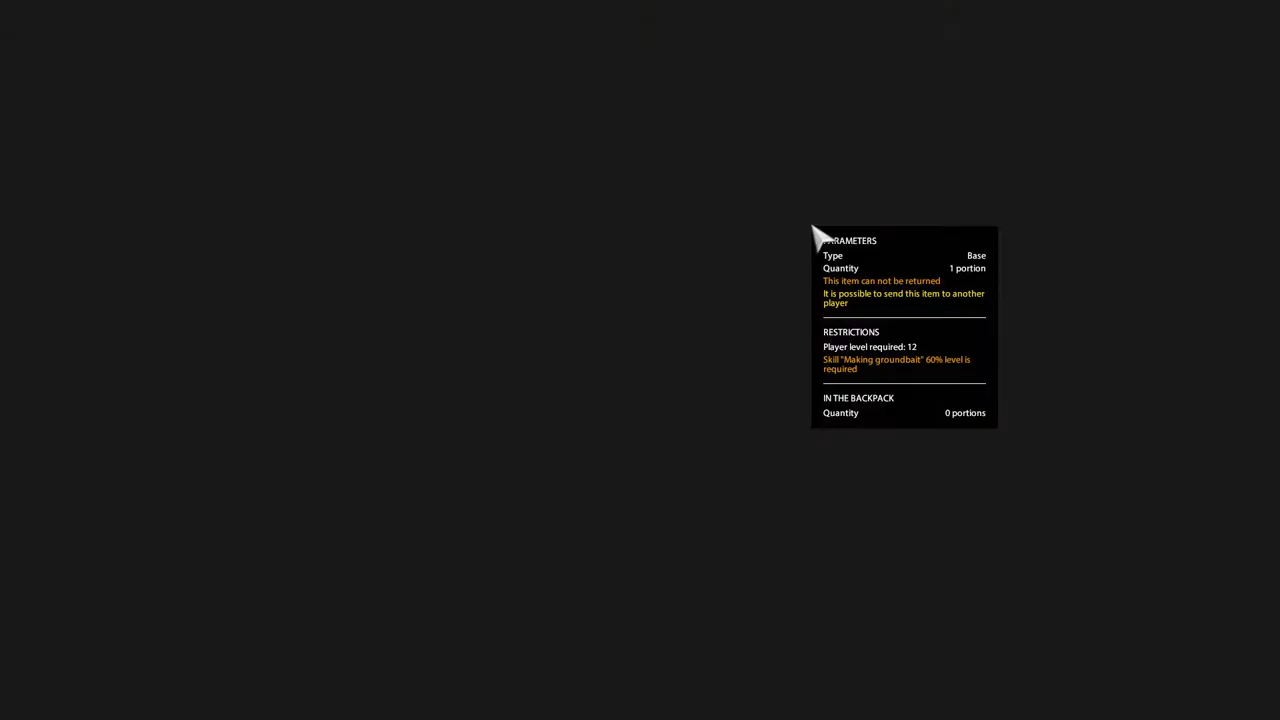 PARAMETERS
Type Base
Quantity 1 portion
This item can not be returned
It is possible to send this item to another
player
RESTRICTIONS
Player level required: 12
Skill "Making groundbait" 60% level is
required
IN THE BACKPACK
Quantity 0 portions